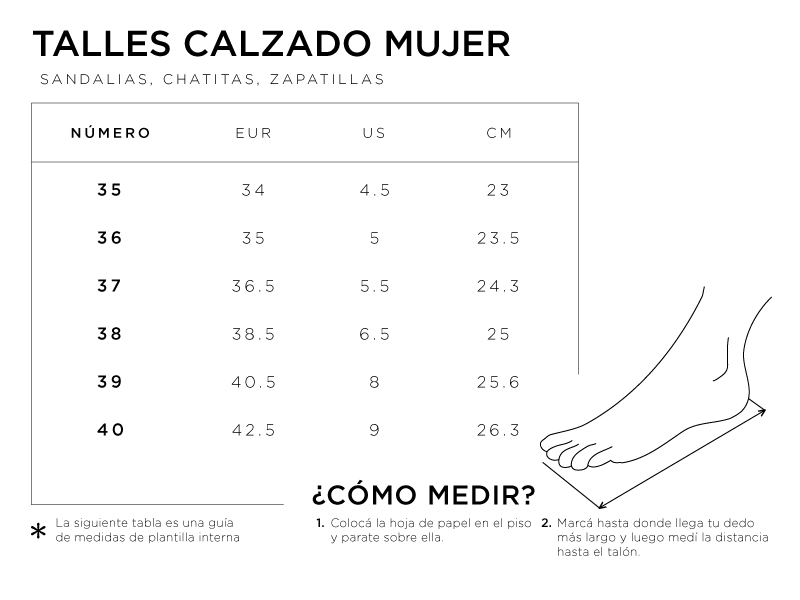 TALLES CALZADO MUJER
SANDALIAS, CHATITAS, ZAPATILLAS
NÚMERO EUR US CM
35 34 4.5 23
36 35 5 23.5
37 36.5 5.5 24.3
38 38.5 6.5 25
39 40.5 8 25.6
40 42.5 9 26.3
* La siguiente tabla es una guía
de medidas de plantilla interna
¿CÓMO MEDIR?
1. Colocá la hoja de papel en el piso
y parate sobre ella.
2. Marcá hasta donde llega tu dedo
más largo y luego medí la distancia
hasta el talón.